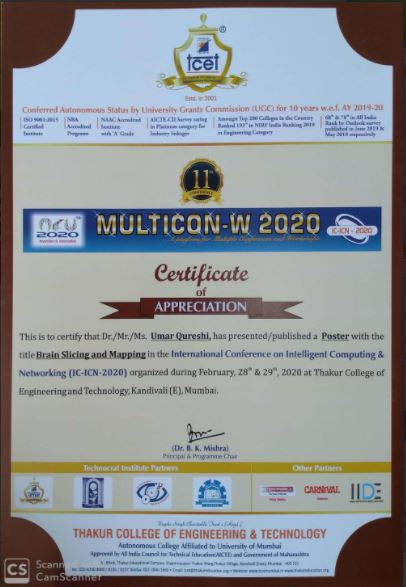 tcet
Estd. in 2001
Conferred Autonomous Status by University Grants Commission (UGC) for 10 years w.e.f. AY 2019-20
ISO 9001:2015 Certified Institute
NBA Accredited Programs
NAAC Accredited Institute with 'A' Grade
AICTE-CII Survey rating in Platinum category for Industry linkages
Amongst Top 200 Colleges in the Country Ranked 193rd in NIRF India Ranking 2019 in Engineering Category
in All India Rank by Outlook survey published in June 2019 & May 2018 respectively
11th
CONFERENCE
2020
MULTICON-W 2020
A platform for Multiple Conferences and Workshops
IC-ICN - 2020
Certificate
of
APPRECIATION
This is to certify that Dr./Mr./Ms. Umar Qureshi, has presented/published a Poster with the
title Brain Slicing and Mapping in the International Conference on Intelligent Computing &
Networking (IC-ICN-2020) organized during February, 28th & 29th, 2020 at Thakur College of
Engineering and Technology, Kandivali (E), Mumbai.
(Dr. B. K. Mishra)
Principal & Programme Chair
Technocrat Institute Partners
Other Partners
CARNIVAL
IIDE
THAKUR COLLEGE OF ENGINEERING & TECHNOLOGY
Autonomous College Affiliated to University of Mumbai
Approved by All India Council for Technical Education (AICTE) and Government of Maharashtra
CS
Scanned
CamScanner